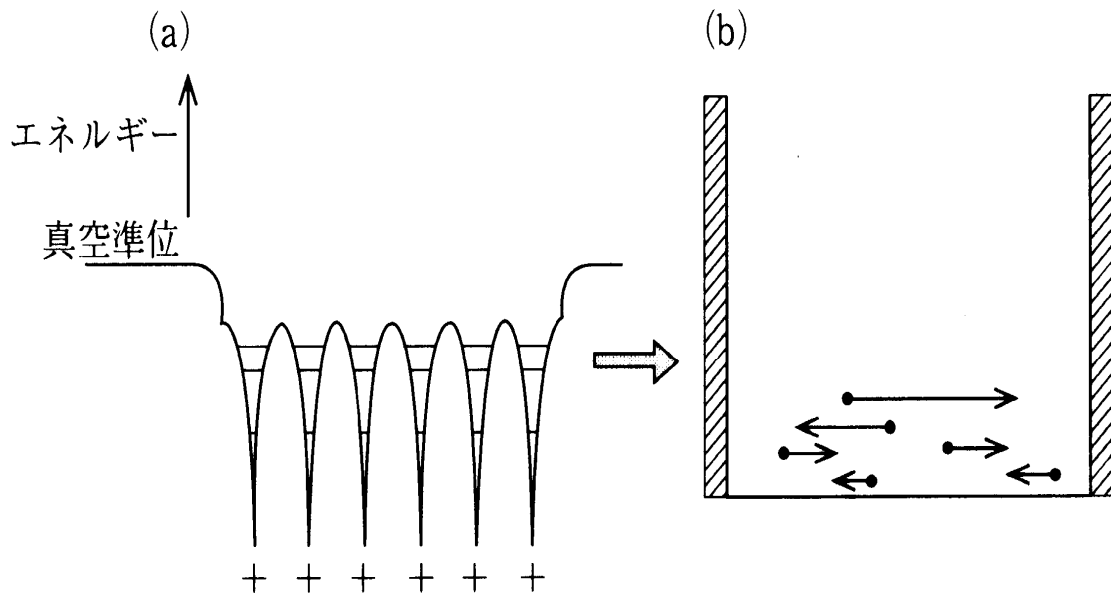 (a)
(b)
エネルギー
真空準位
+ + + + + +